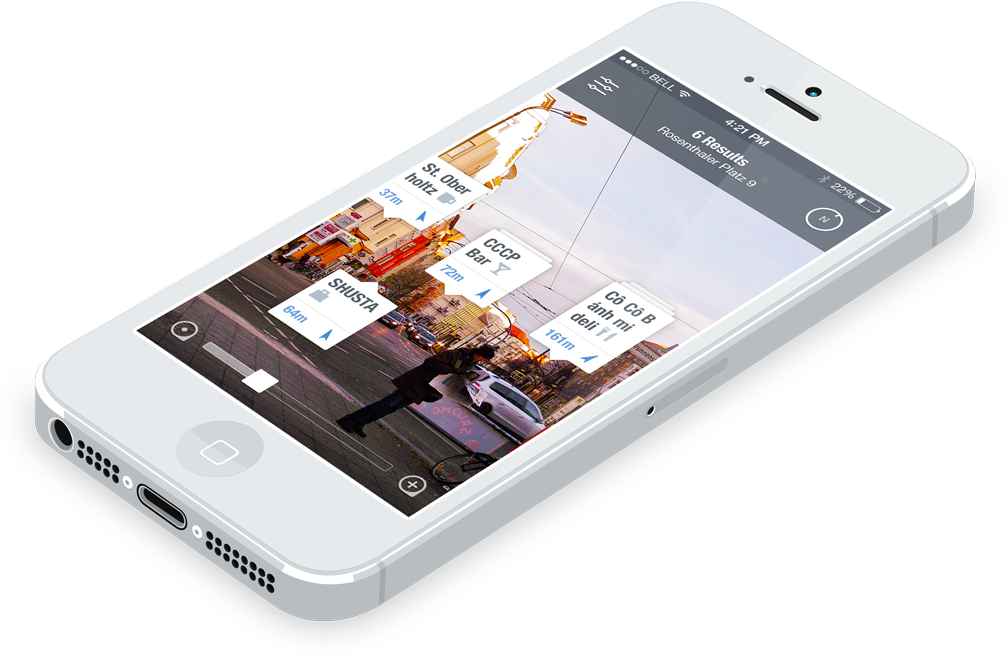 BELL
4:21 PM
22%
6 Results
Rosenthaler Platz 9
N
St. Ober
holtz
37m
CCCP
Bar
72m
Cô Cô B
ánh mi
deli
161m
SHUSTA
64m